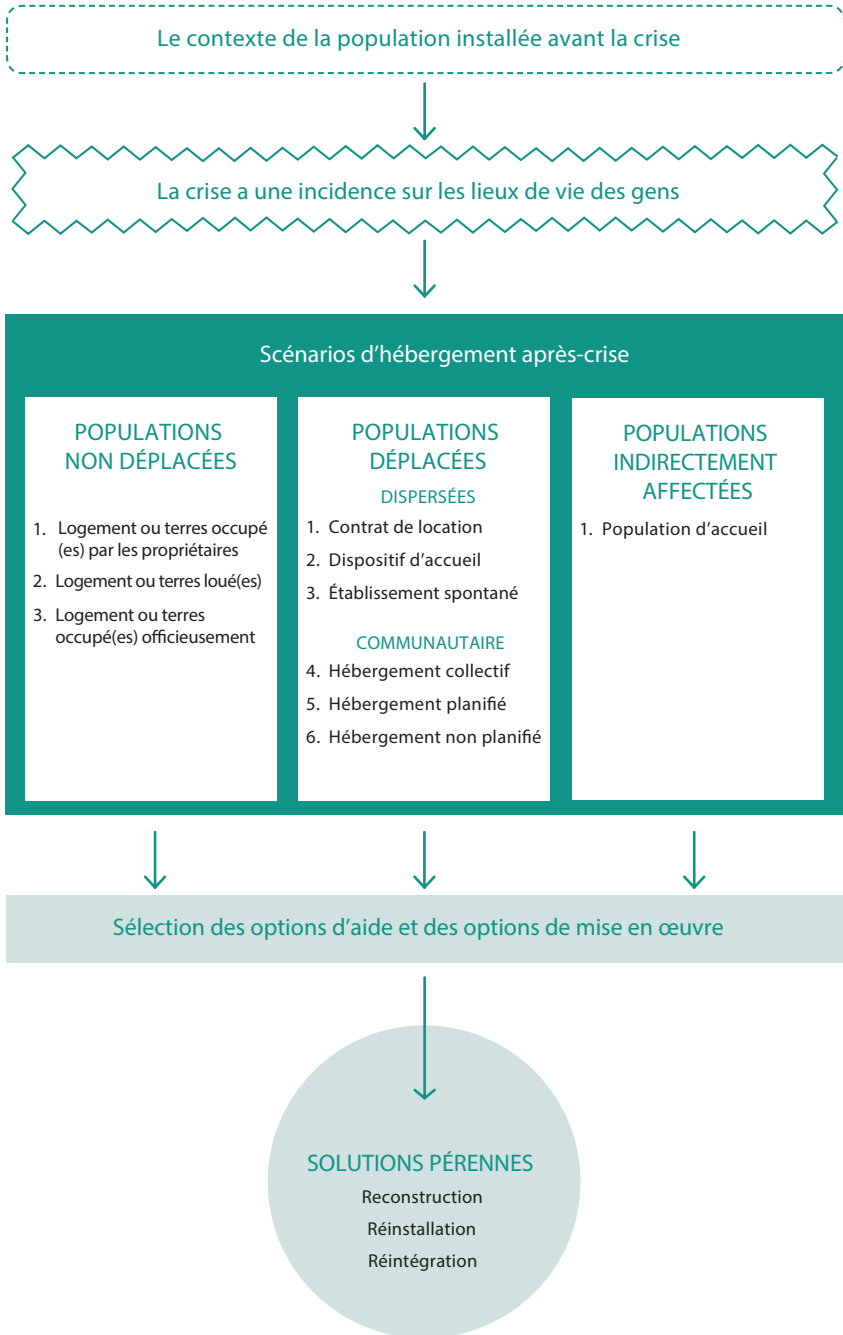 Le contexte de la population installée avant la crise
La crise a une incidence sur les lieux de vie des gens
Scénarios d'hébergement après-crise
POPULATIONS
NON DÉPLACÉES
1. Logement ou terres occupé
(es) par les propriétaires
2. Logement ou terres loué(es)
3. Logement ou terres
occupé(es) officieusement
POPULATIONS
DÉPLACÉES
DISPERSÉES
1. Contrat de location
2. Dispositif d'accueil
3. Établissement spontané
COMMUNAUTAIRE
4. Hébergement collectif
5. Hébergement planifié
6. Hébergement non planifié
POPULATIONS
INDIRECTEMENT
AFFECTÉES
1. Population d'accueil
Sélection des options d'aide et des options de mise en œuvre
SOLUTIONS PÉRENNES
Reconstruction
Réinstallation
Réintégration